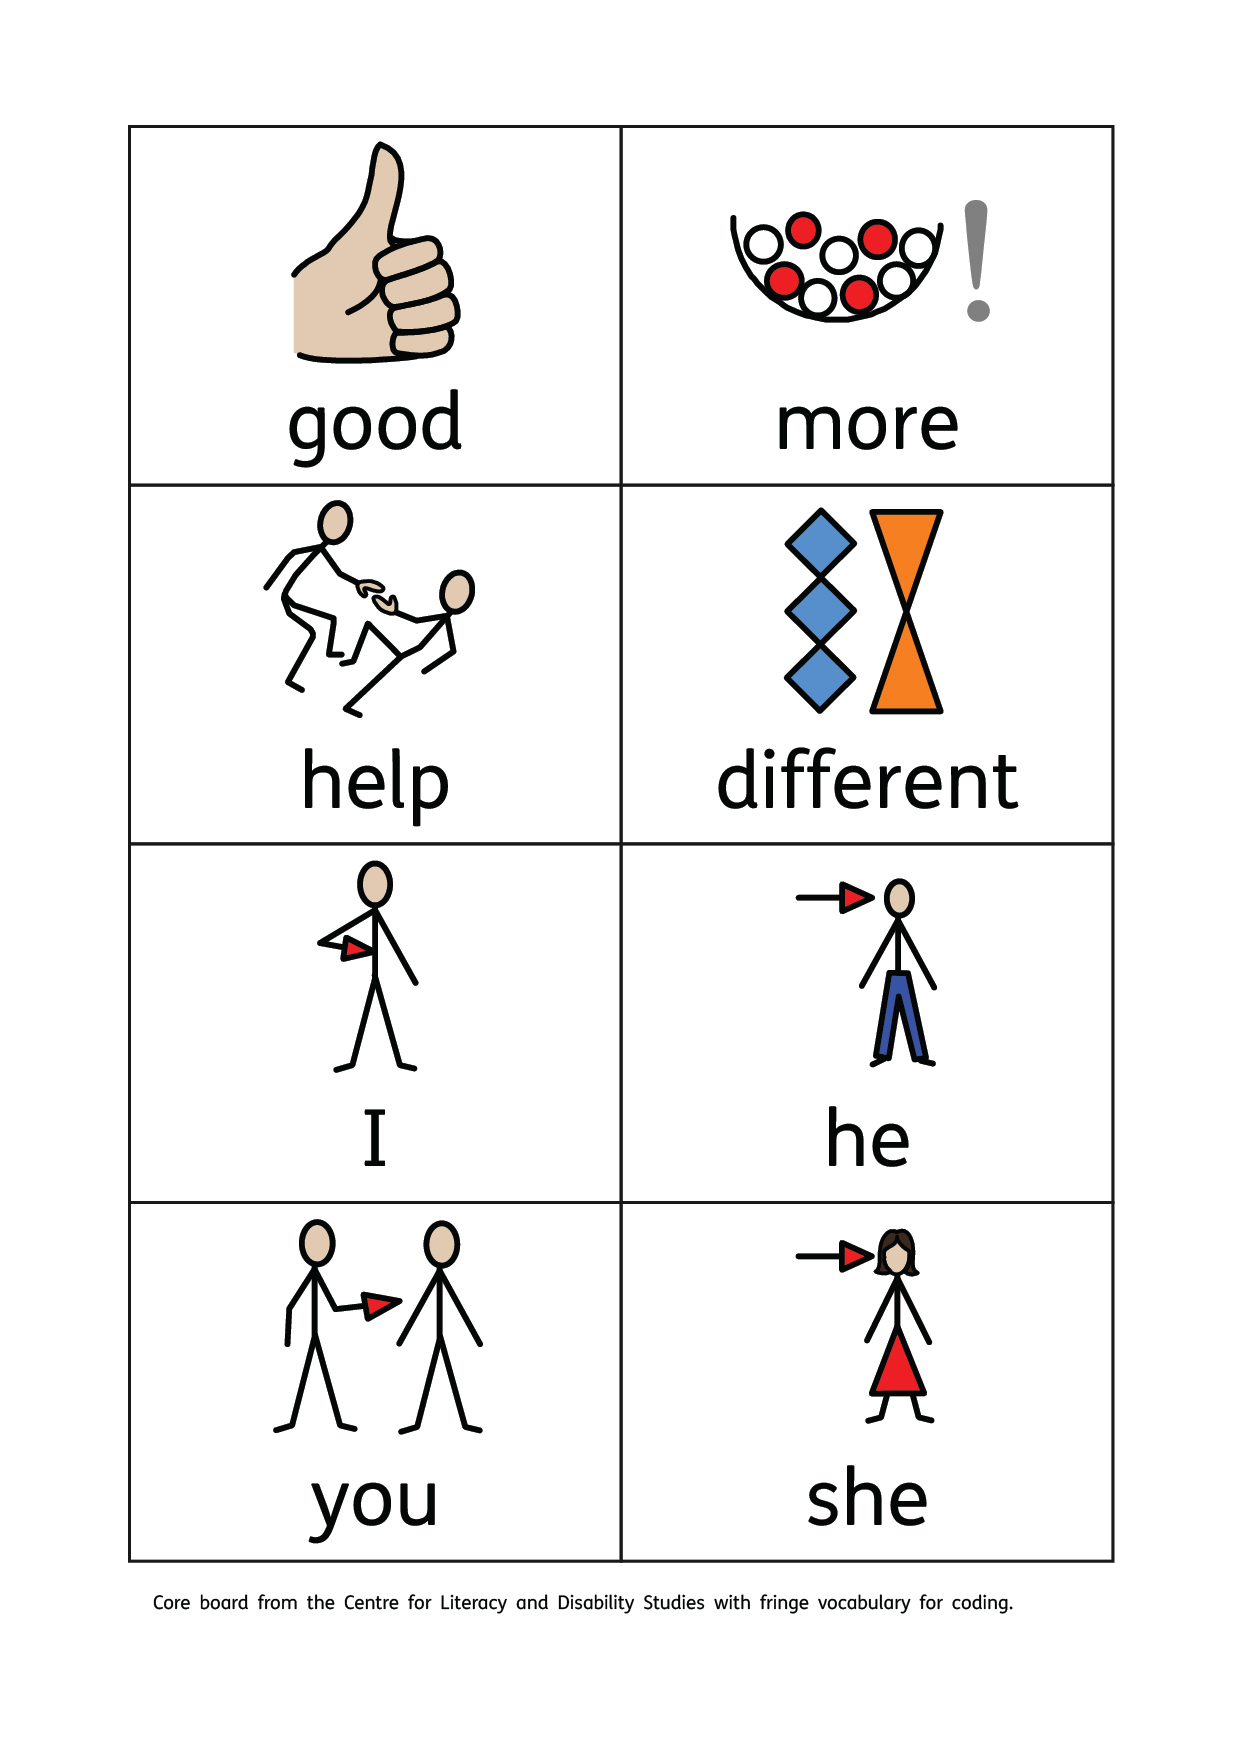 good
more
!
help
different
I
he
you
she
Core board from the Centre for Literacy and Disability Studies with fringe vocabulary for coding.